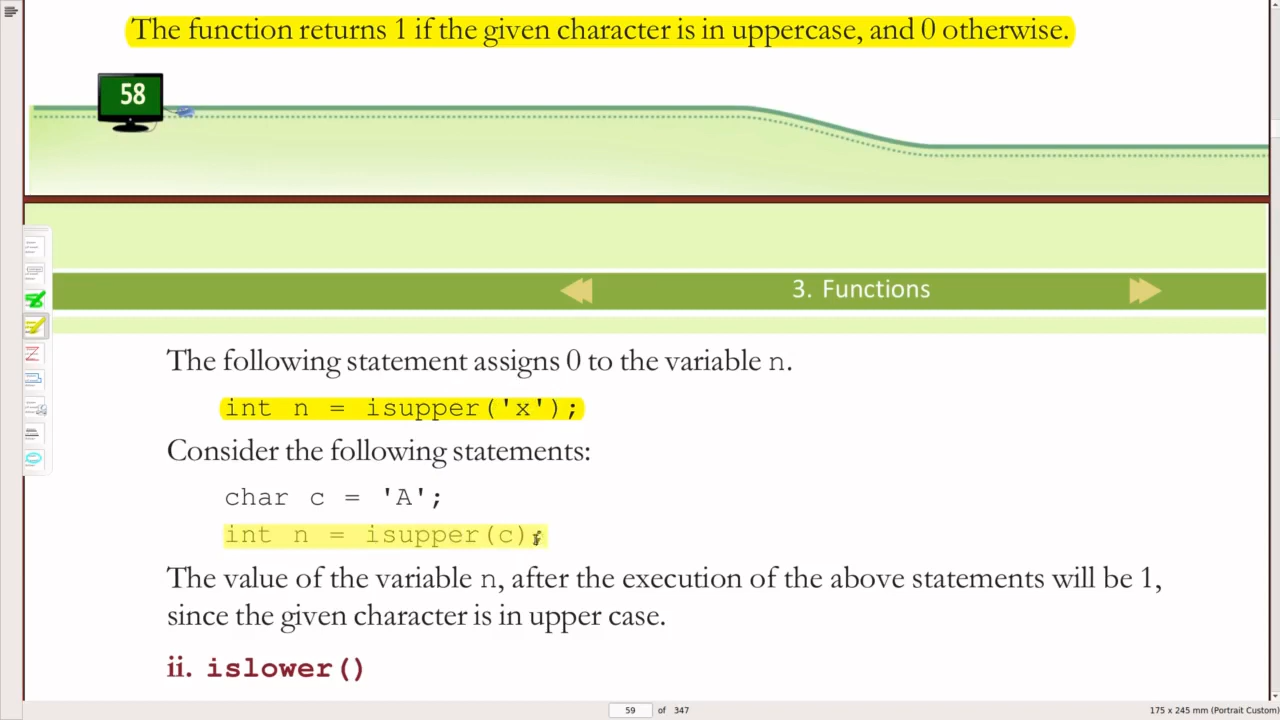 The function returns 1 if the given character is in uppercase, and 0 otherwise.
58
3. Functions
The following statement assigns 0 to the variable n.
int n = isupper('x');
Consider the following statements:
char c = 'A';
int n = isupper(c);
The value of the variable n, after the execution of the above statements will be 1,
since the given character is in upper case.
ii. islower()
59 of 347
175 x 245 mm (Portrait Custom)